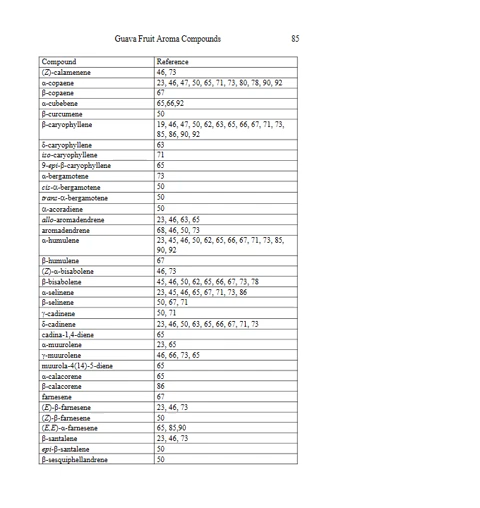 Guava Fruit Aroma Compounds 85
Compound Reference
(Z)-calamenene 46, 73
α-copaene 23, 46, 47, 50, 65, 71, 73, 80, 78, 90, 92
β-copaene 67
α-cubebene 65,66,92
β-curcumene 50
β-caryophyllene 19, 46, 47, 50, 62, 63, 65, 66, 67, 71, 73,
85, 86, 90, 92
δ-caryophyllene 63
iso-caryophyllene 71
9-epi-β-caryophyllene 65
α-bergamotene 73
cis-α-bergamotene 50
trans-α-bergamotene 50
α-acoradiene 50
allo-aromadendrene 23, 46, 63, 65
aromadendrene 68, 46, 50, 73
α-humulene 23, 45, 46, 50, 62, 65, 66, 67, 71, 73, 85,
90, 92
β-humulene 67
(Z)-α-bisabolene 46, 73
β-bisabolene 45, 46, 50, 62, 65, 66, 67, 73, 78
α-selinene 23, 45, 46, 65, 67, 71, 73, 86
β-selinene 50, 67, 71
γ-cadinene 50, 71
δ-cadinene 23, 46, 50, 63, 65, 66, 67, 71, 73
cadina-1,4-diene 65
α-muurolene 23, 65
γ-muurolene 46, 66, 73, 65
muurola-4(14)-5-diene 65
α-calacorene 65
β-calacorene 86
farnesene 67
(E)-β-farnesene 23, 46, 73
(Z)-β-farnesene 50
(E,E)-α-farnesene 65, 85,90
β-santalene 23, 46, 73
epi-β-santalene 50
β-sesquiphellandrene 50